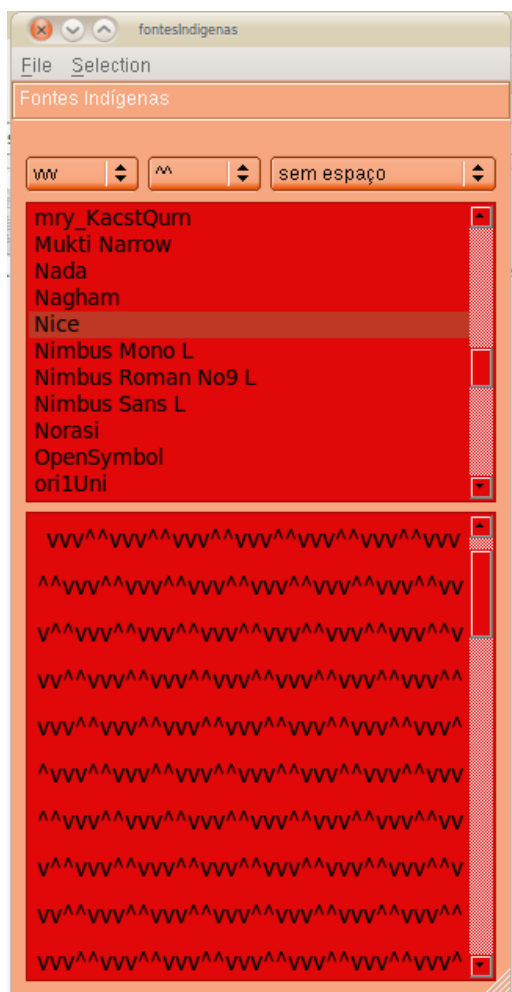 fontesIndigenas
File Selection
Fontes Indígenas
vvv ^^ sem espaço
mry_KacstQurn
Mukti Narrow
Nada
Nagham
Nice
Nimbus Mono L
Nimbus Roman No9 L
Nimbus Sans L
Norasi
OpenSymbol
ori1Uni
vvv^^vvv^^vvv^^vvv^^vvv^^vvv^^vvv
^^vvv^^vvv^^vvv^^vvv^^vvv^^vvv^^vv
v^^vvv^^vvv^^vvv^^vvv^^vvv^^vvv^^v
vv^^vvv^^vvv^^vvv^^vvv^^vvv^^vvv^^
vvv^^vvv^^vvv^^vvv^^vvv^^vvv^^vvv^
^vvv^^vvv^^vvv^^vvv^^vvv^^vvv^^vvv
^^vvv^^vvv^^vvv^^vvv^^vvv^^vvv^^vv
v^^vvv^^vvv^^vvv^^vvv^^vvv^^vvv^^v
vv^^vvv^^vvv^^vvv^^vvv^^vvv^^vvv^^
vvv^^vvv^^vvv^^vvv^^vvv^^vvv^^vvv^